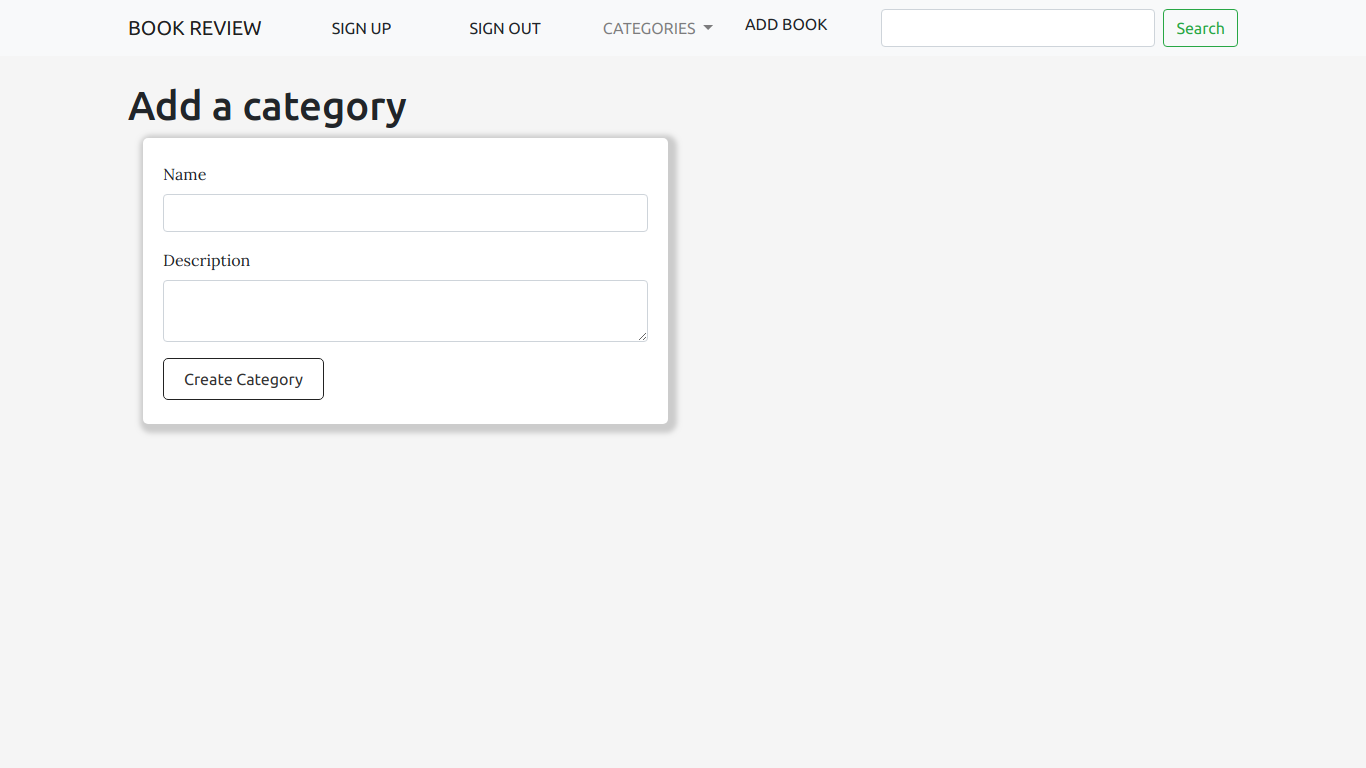 BOOK REVIEW SIGN UP SIGN OUT CATEGORIES ADD BOOK Search
Add a category
Name
Description
Create Category